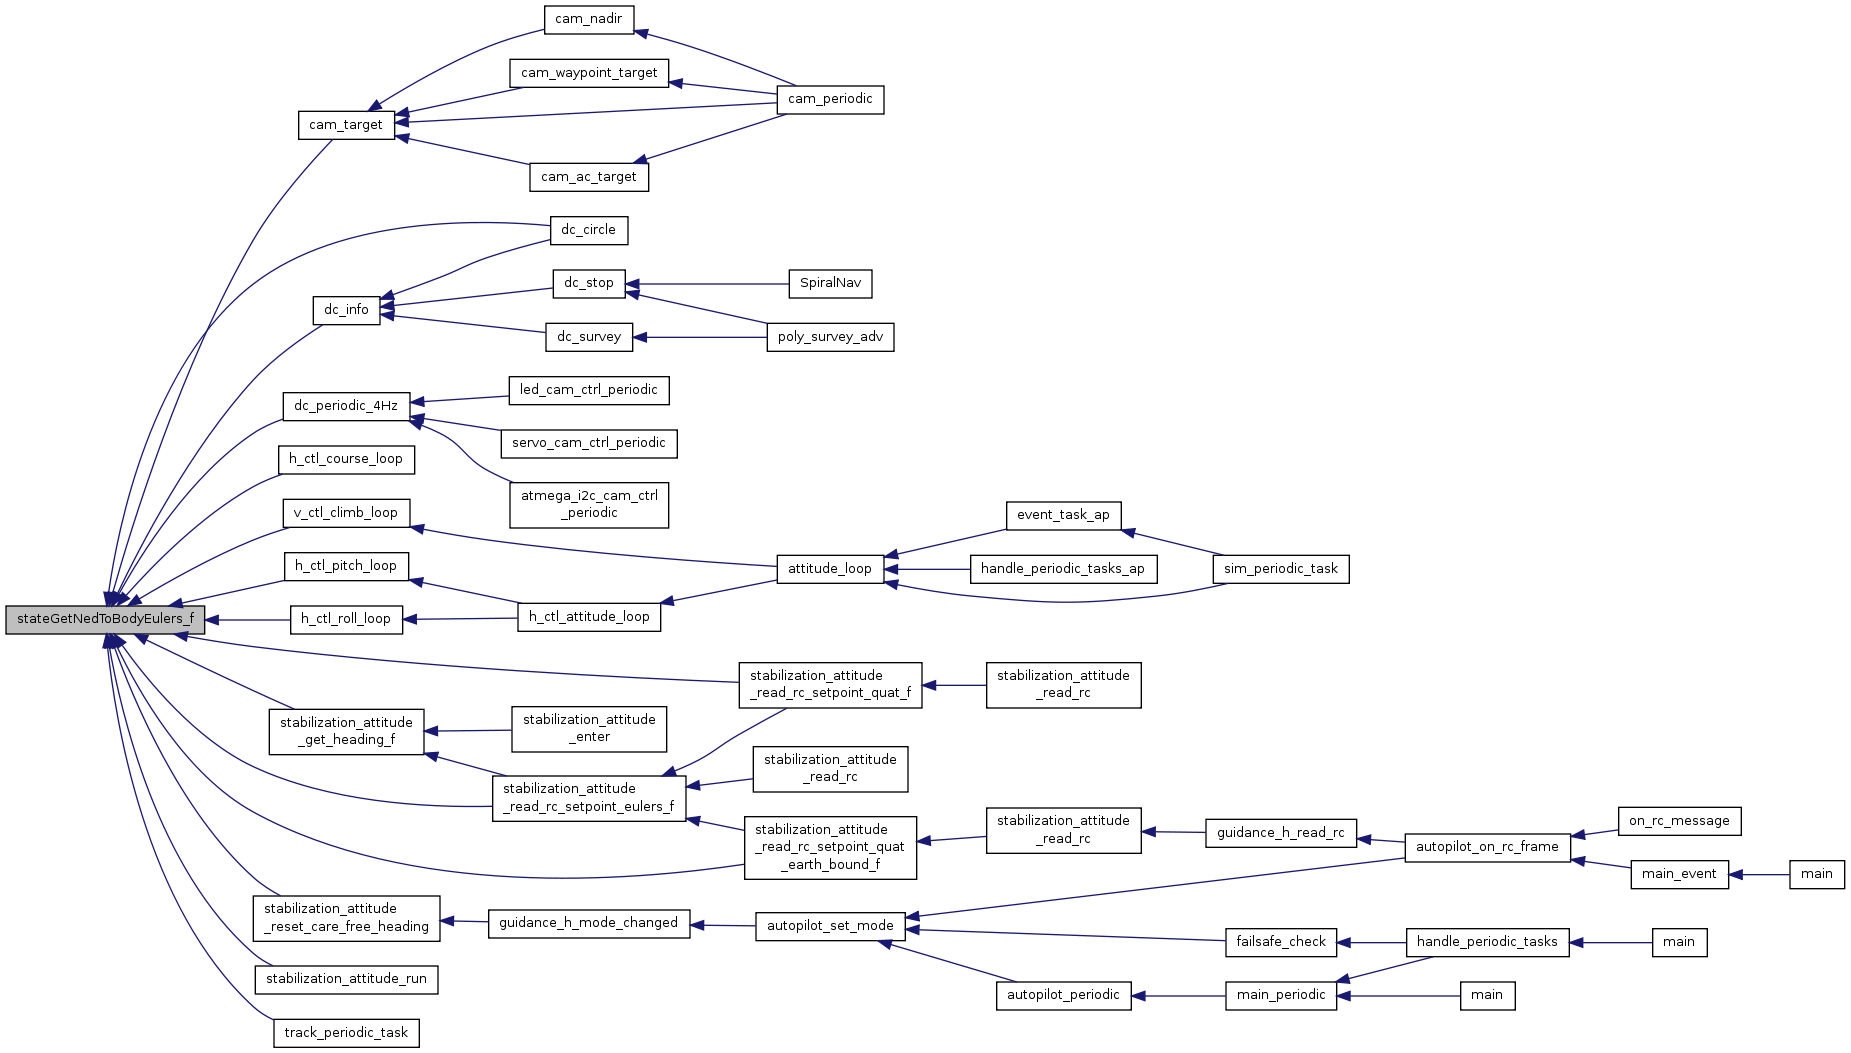 cam_nadir
cam_waypoint_target
cam_periodic
cam_target
cam_ac_target
dc_circle
dc_stop
SpiralNav
dc_info
dc_survey
poly_survey_adv
led_cam_ctrl_periodic
dc_periodic_4Hz
servo_cam_ctrl_periodic
h_ctl_course_loop
atmega_i2c_cam_ctrl
_periodic
v_ctl_climb_loop
event_task_ap
h_ctl_pitch_loop
attitude_loop
handle_periodic_tasks_ap
sim_periodic_task
stateGetNedToBodyEulers_f
h_ctl_roll_loop
h_ctl_attitude_loop
stabilization_attitude
_read_rc_setpoint_quat_f
stabilization_attitude
_read_rc
stabilization_attitude
_get_heading_f
stabilization_attitude
_enter
stabilization_attitude
_read_rc
stabilization_attitude
_read_rc_setpoint_eulers_f
stabilization_attitude
_read_rc_setpoint_quat
_earth_bound_f
stabilization_attitude
_read_rc
guidance_h_read_rc
autopilot_on_rc_frame
on_rc_message
main_event
main
stabilization_attitude
_reset_care_free_heading
guidance_h_mode_changed
autopilot_set_mode
failsafe_check
handle_periodic_tasks
main
stabilization_attitude_run
autopilot_periodic
main_periodic
main
track_periodic_task